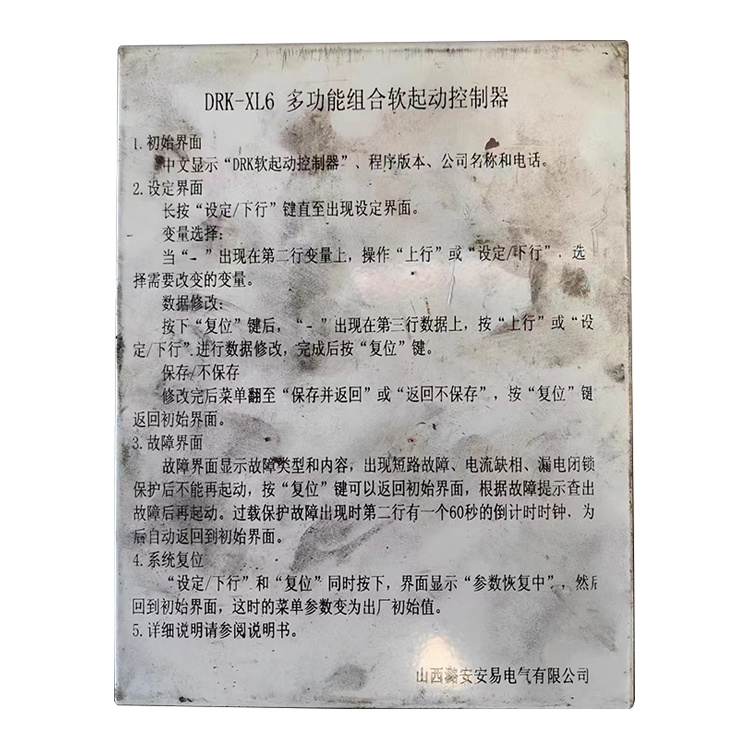 DRK-XL6 多功能组合软起动控制器
1.初始界面
中文显示“DRK软起动控制器”、程序版本、公司名称和电话。
2.设定界面
长按“设定/下行”键直至出现设定界面。
变量选择:
当“-”出现在第二行变量上，操作“上行”或“设定/下行”，选
择需要改变的变量。
数据修改:
按下“复位”键后，“-”出现在第三行数据上，按“上行”或“设
定/下行”进行数据修改，完成后按“复位”键。
保存/不保存
修改完后菜单翻至“保存并返回”或“返回不保存”，按“复位”键
返回初始界面。
3.故障界面
故障界面显示故障类型和内容，出现短路故障、电流缺相、漏电闭锁
保护后不能再起动，按“复位”键可以返回初始界面，根据故障提示查出
故障后再起动。过载保护故障出现时第二行有一个60秒的倒计时时钟，为
后自动返回到初始界面。
4.系统复位
“设定/下行”和“复位”同时按下，界面显示“参数恢复中”，然后
回到初始界面，这时的菜单参数变为出厂初始值。
5.详细说明请参阅说明书。
山西潞安安易电气有限公司